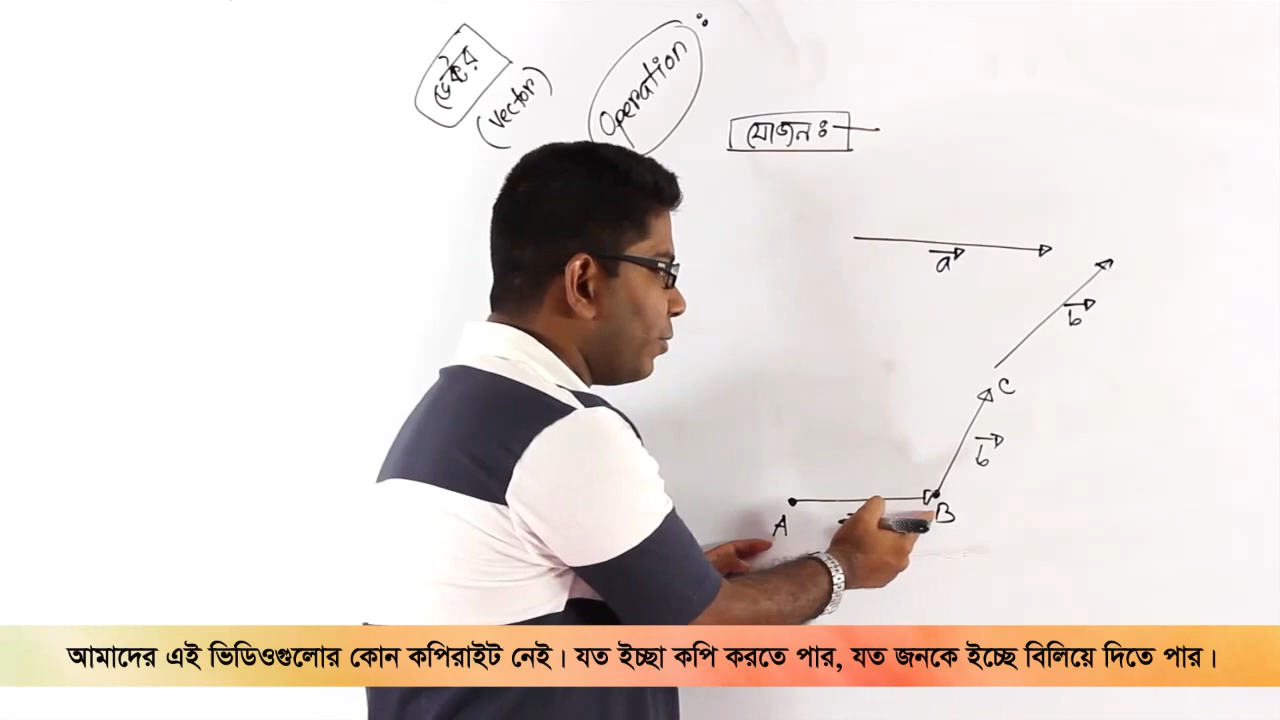 ভেক্টর
(vector)
Operation:
যোজনঃ
a
b
C
b
A
B
আমাদের এই ভিডিওগুলোর কোন কপিরাইট নেই। যত ইচ্ছা কপি করতে পার, যত জনকে ইচ্ছে বিলিয়ে দিতে পার।